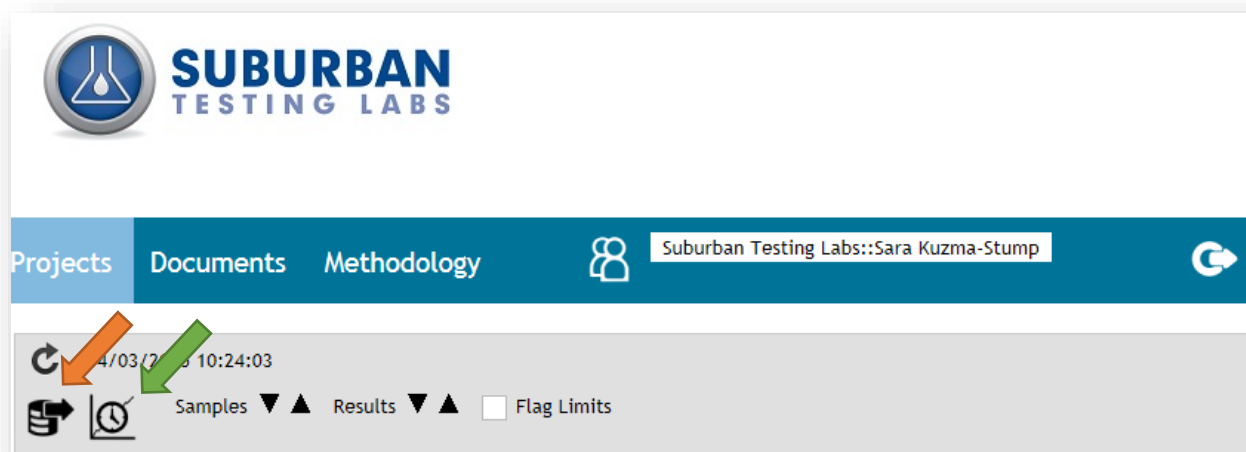 SUBURBAN
TESTING LABS
Projects Documents Methodology Suburban Testing Labs::Sara Kuzma-Stump
10:24:03
Samples ▼ ▲ Results ▼ ▲ Flag Limits